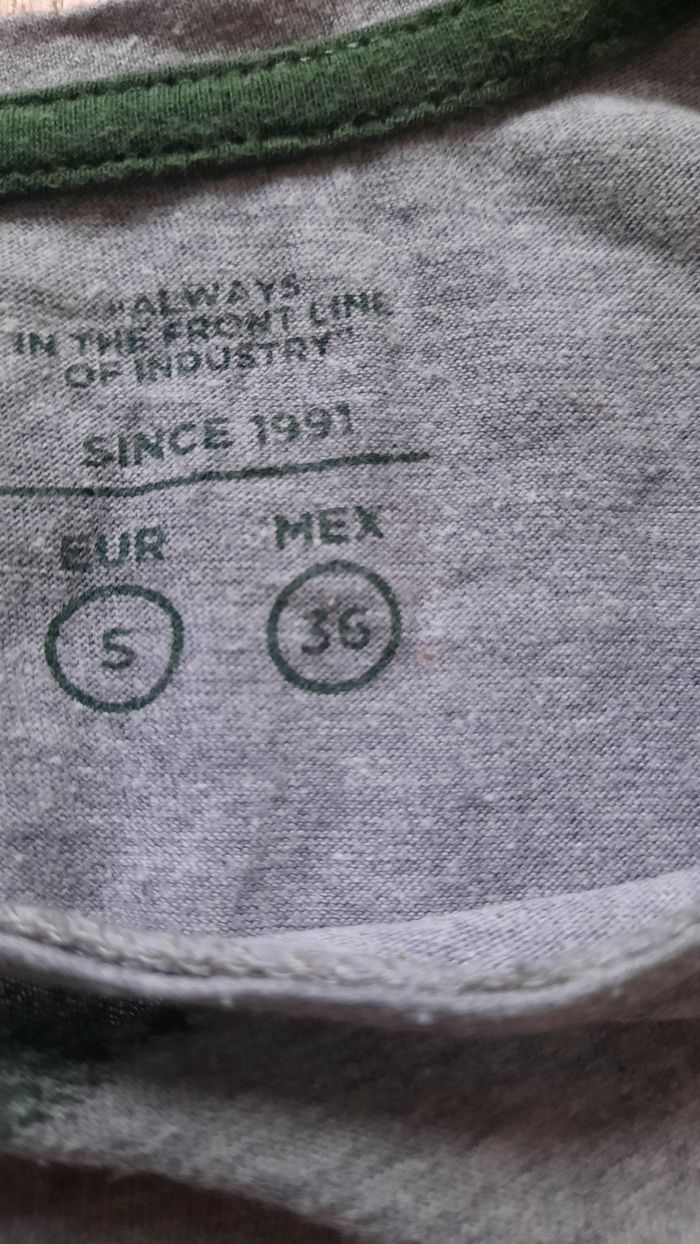 "ALWAYS
IN THE FRONT LINE
OF INDUSTRY"
SINCE 1991
EUR MEX
S 36